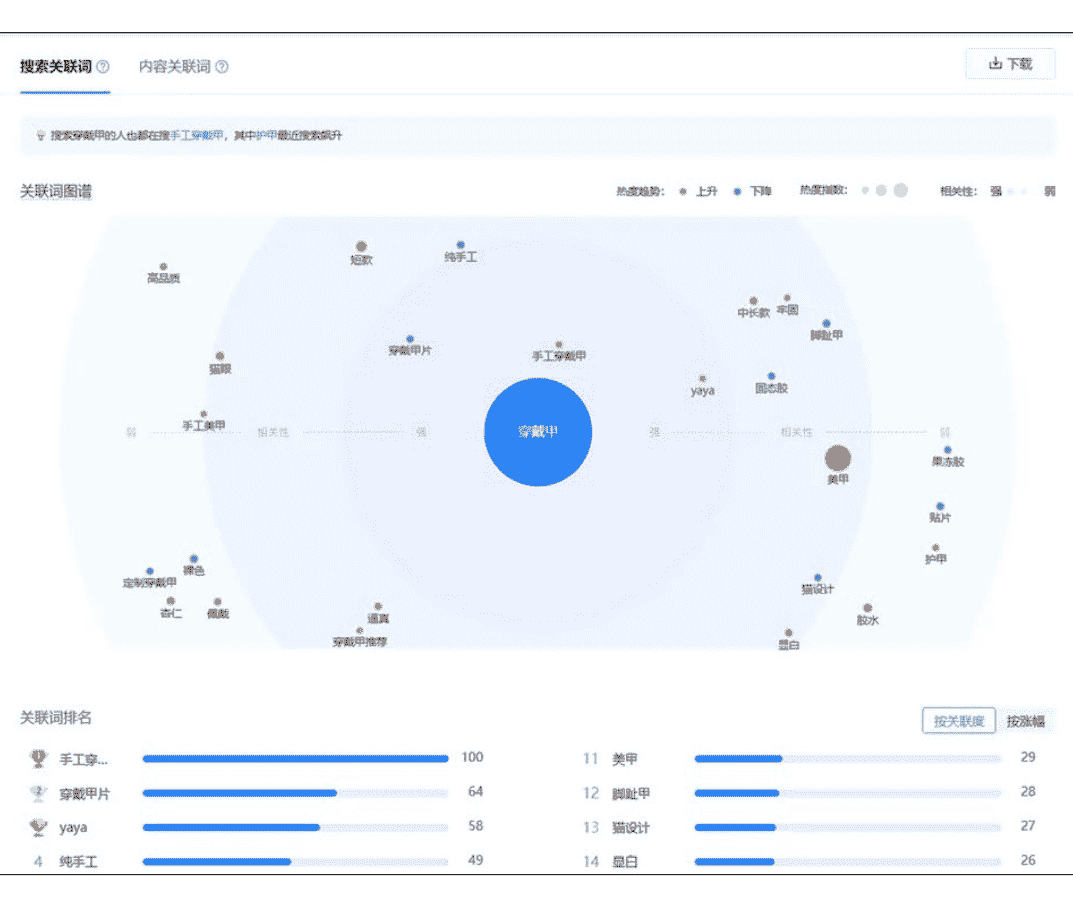 搜索关联词 内容关联词 下载
搜索穿戴甲的人也都在搜手工穿戴甲，其中护甲最近搜索飙升
关联词图谱 热度趋势： 上升 下降 热度指数： 相关性： 强 弱
短款 纯手工
高品质
中长款 牢固
脚趾甲
穿戴甲片 手工穿戴甲
猫眼
yaya 固态胶
手工美甲
弱 相关性 强 穿戴甲 强 相关性 弱
美甲 果冻胶
贴片
护甲
定制穿戴甲 裸色
猫设计
杏仁 佩戴
逼真 胶水
穿戴甲推荐 显白
关联词排名 按关联度 按涨幅
1 手工穿... 100 11 美甲 29
2 穿戴甲片 64 12 脚趾甲 28
yaya 58 13 猫设计 27
4 纯手工 49 14 显白 26